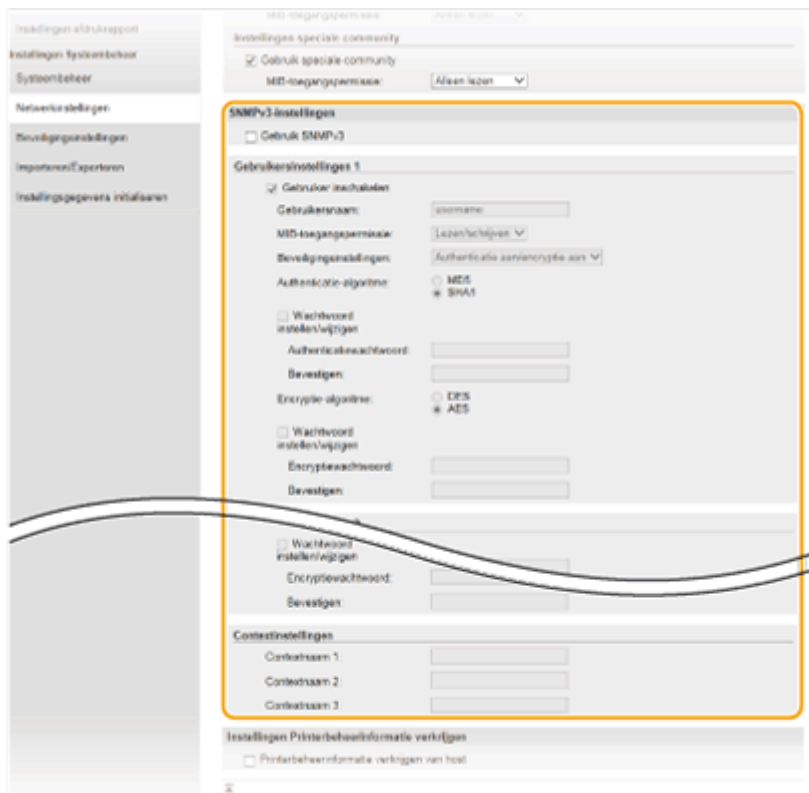 Instellingen afdrukrapport
Instellingen Systeembeheer
Systeembeheer
Netwerkinstellingen
Beveiligingsinstellingen
Importeren/Exporteren
Instellingsgegevens initialiseren
MIB-toegangspermissie: Alleen lezen
Instellingen speciale community
Gebruik speciale community
MIB-toegangspermissie: Alleen lezen
SNMPv3-instellingen
Gebruik SNMPv3
Gebruikersinstellingen 1
Gebruiker inschakelen
Gebruikersnaam: username
MIB-toegangspermissie: Lezen/schrijven
Beveiligingsinstellingen: Authenticatie aan/encryptie aan
Authenticatie-algoritme: MD5
SHA1
Wachtwoord
instellen/wijzigen
Authenticatiewachtwoord:
Bevestigen:
Encryptie-algoritme: DES
AES
Wachtwoord
instellen/wijzigen
Encryptiewachtwoord:
Bevestigen:
Wachtwoord
instellen/wijzigen
Encryptiewachtwoord:
Bevestigen:
Contextinstellingen
Contextnaam 1:
Contextnaam 2:
Contextnaam 3:
Instellingen Printerbeheerinformatie verkrijgen
Printerbeheerinformatie verkrijgen van host